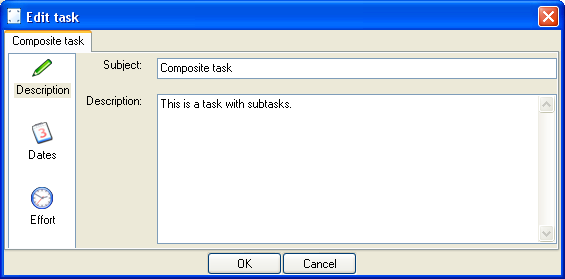 Edit task
Composite task
Description
Dates
Effort
Subject: Composite task
Description: This is a task with subtasks.
3
OK Cancel